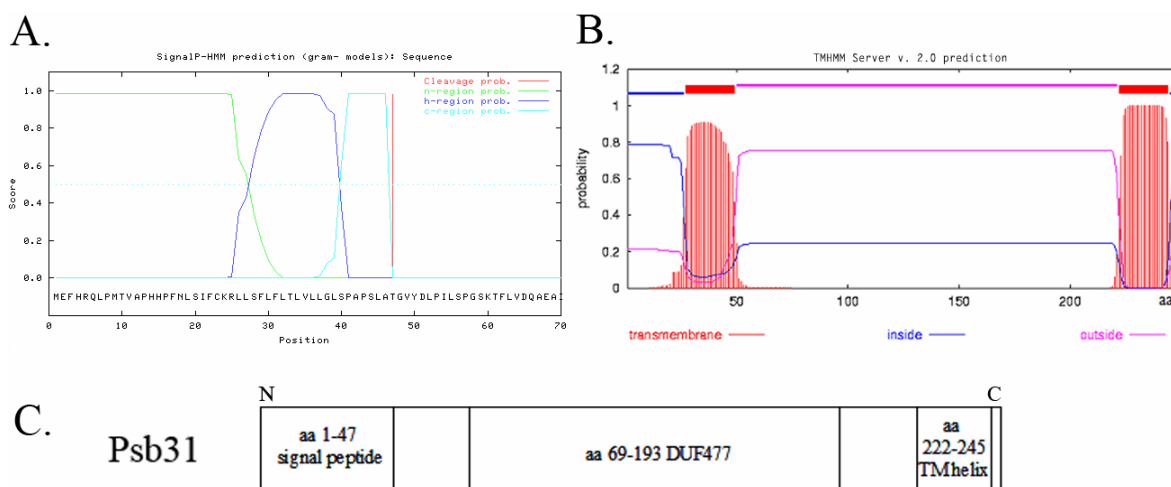 A.
SignalP-HMM prediction (gram- models): Sequence
Cleavage prob.
n-region prob.
h-region prob.
c-region prob.
1.0
0.8
0.6
0.4
0.2
0.0
Score
MEFHRQLPMTVAPHHPFNLSIFCKRLLSFLFLTLVLLGLSPAPSLATGVYDLPILSPGSKTFLVDQAEAI
0 10 20 30 40 50 60 70
Position
B.
TMHMM Server v. 2.0 prediction
1.2
1
0.8
0.6
0.4
0.2
0
probability
50 100 150 200 aa
transmembrane
inside
outside
C.
Psb31
N
C
aa 1-47
signal peptide
aa 69-193 DUF477
aa
222-245
TMhelix